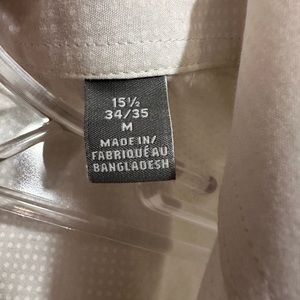 15½
34/35
M
MADE IN/
FABRIQUÉ AU
BANGLADESH